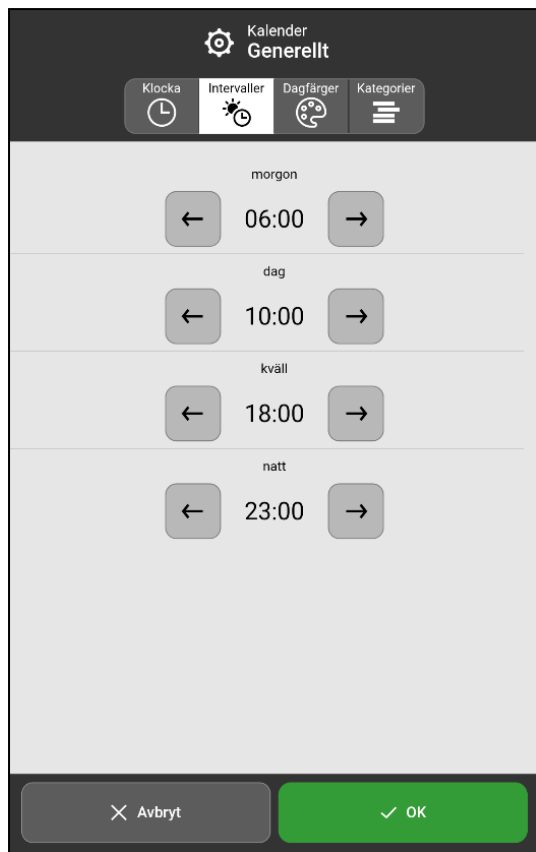 Kalender
Generellt
Klocka
Intervaller
Dagfärger
Kategorier
morgon
06:00
dag
10:00
kväll
18:00
natt
23:00
Avbryt
OK